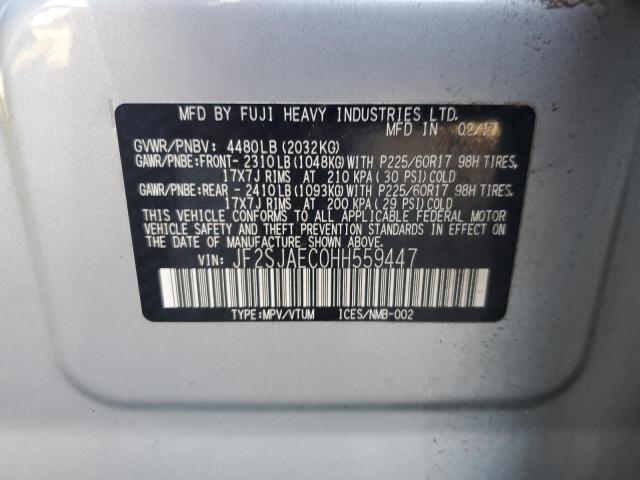 MFD BY FUJI HEAVY INDUSTRIES LTD.
MFD IN 02/17
GVWR/PNBV: 4480LB(2032KG)
GAWR/PNBE:FRONT-2310LB(1048KG)WITH P225/60R17 98H TIRES,
17X7J RIMS AT 210 KPA(30 PSI)COLD
GAWR/PNBE:REAR -2410LB(1093KG)WITH P225/60R17 98H TIRES,
17X7J RIMS AT 200 KPA(29 PSI)COLD
THIS VEHICLE CONFORMS TO ALL APPLICABLE FEDERAL MOTOR
VEHICLE SAFETY AND THEFT PREVENTION STANDARDS IN EFFECT
ON THE DATE OF MANUFACTURE SHOWN ABOVE.
VIN: JF2SJAEC0HH559447
TYPE:MPV/VTUM ICES/NMB-002